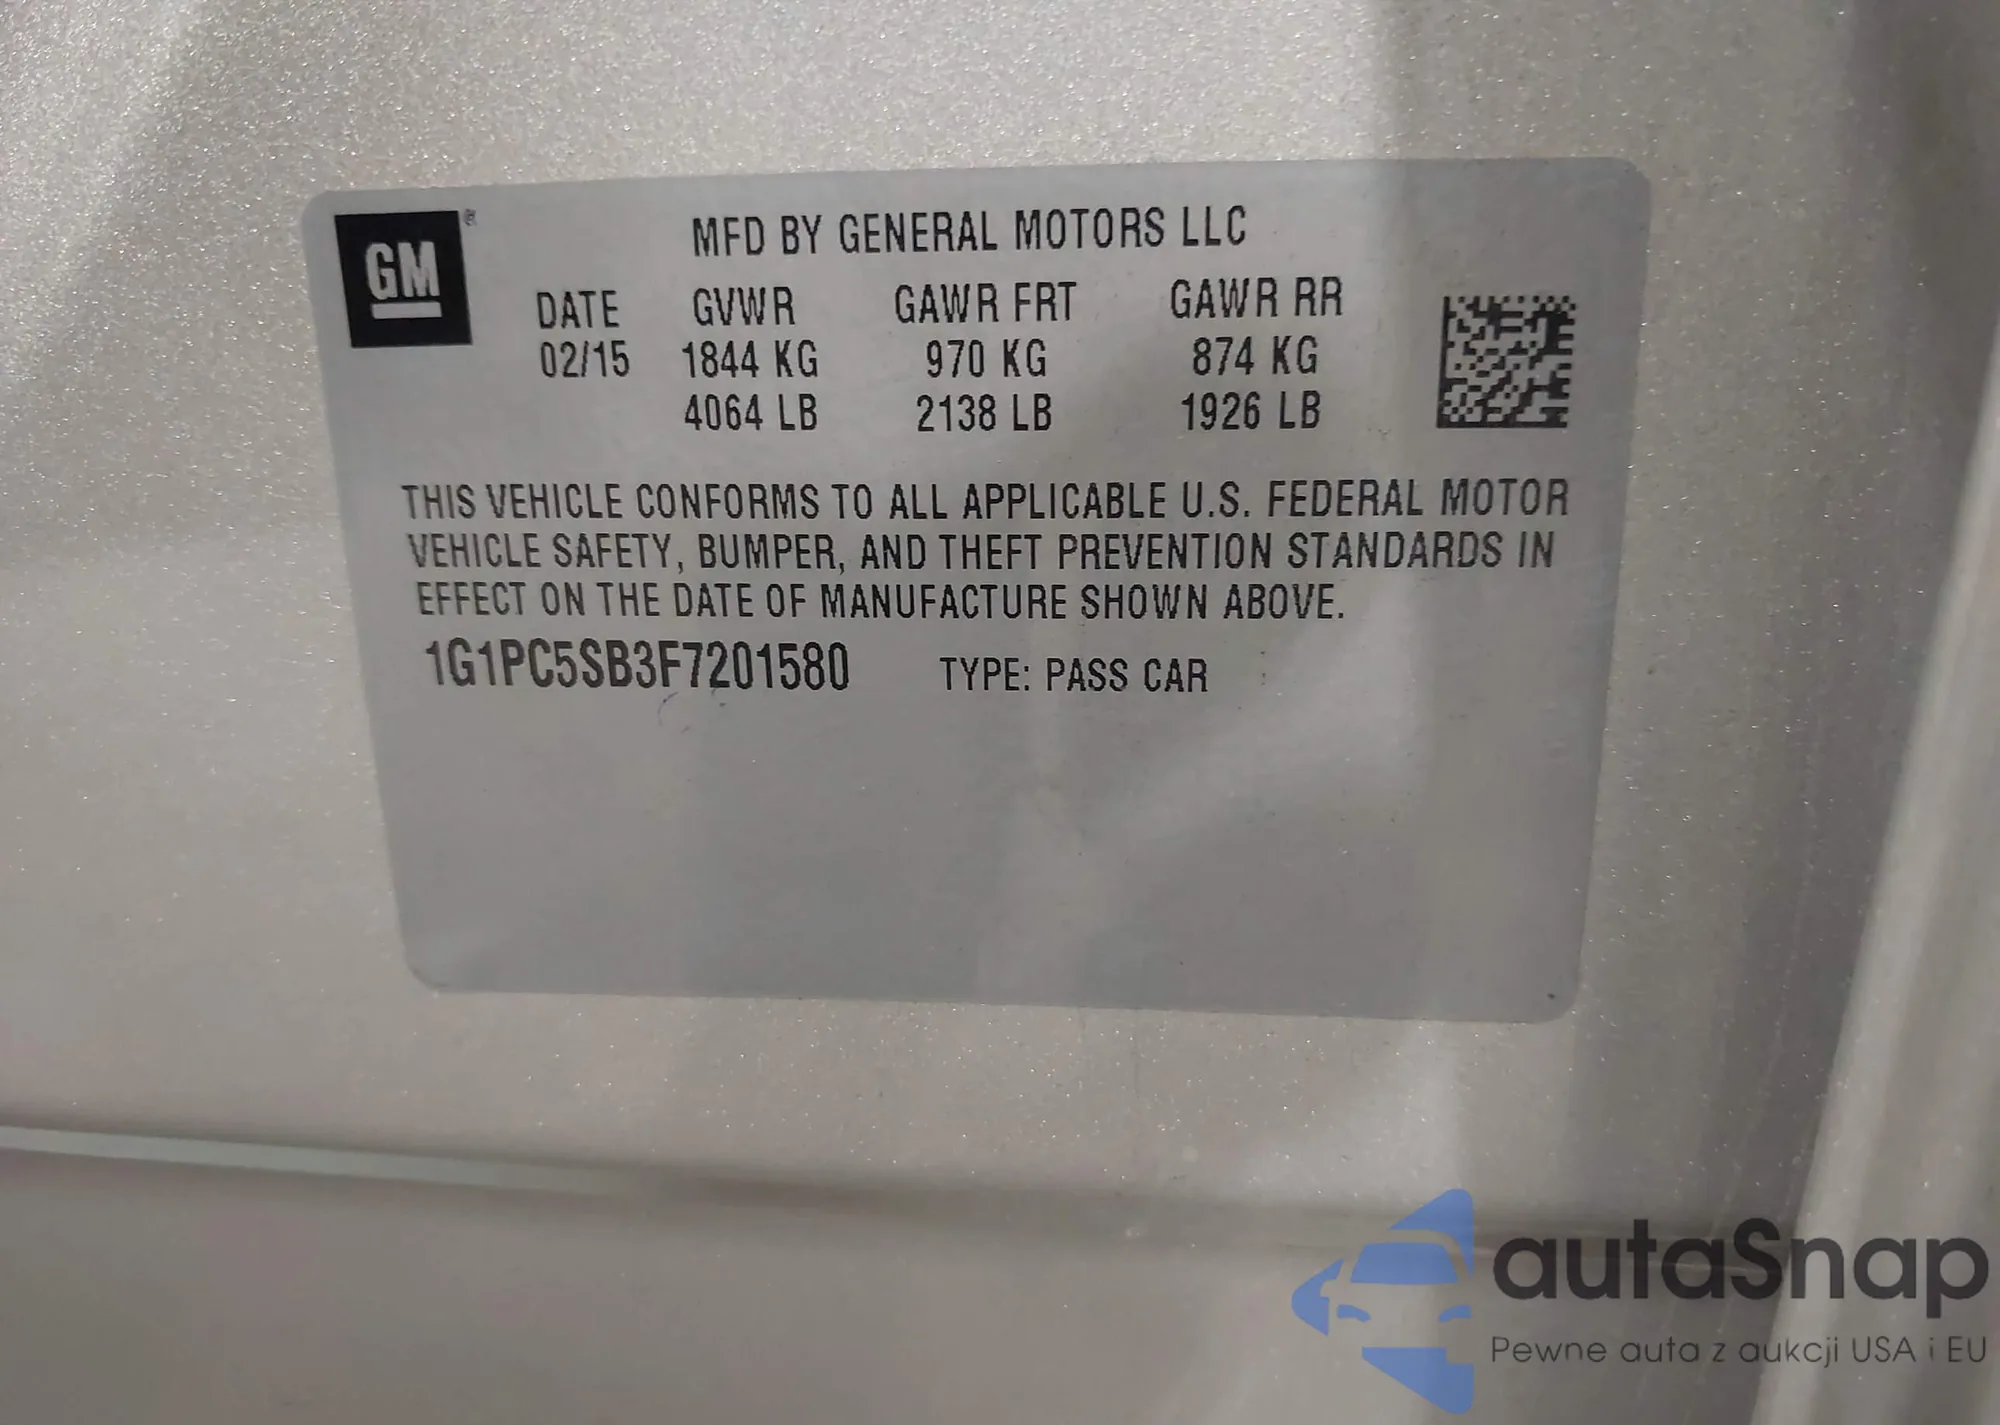 GM®
MFD BY GENERAL MOTORS LLC
DATE GVWR GAWR FRT GAWR RR
02/15 1844 KG 970 KG 874 KG
4064 LB 2138 LB 1926 LB
THIS VEHICLE CONFORMS TO ALL APPLICABLE U.S. FEDERAL MOTOR
VEHICLE SAFETY, BUMPER, AND THEFT PREVENTION STANDARDS IN
EFFECT ON THE DATE OF MANUFACTURE SHOWN ABOVE.
1G1PC5SB3F7201580 TYPE: PASS CAR
autaSnap
Pewne auta z aukcji USA i EU